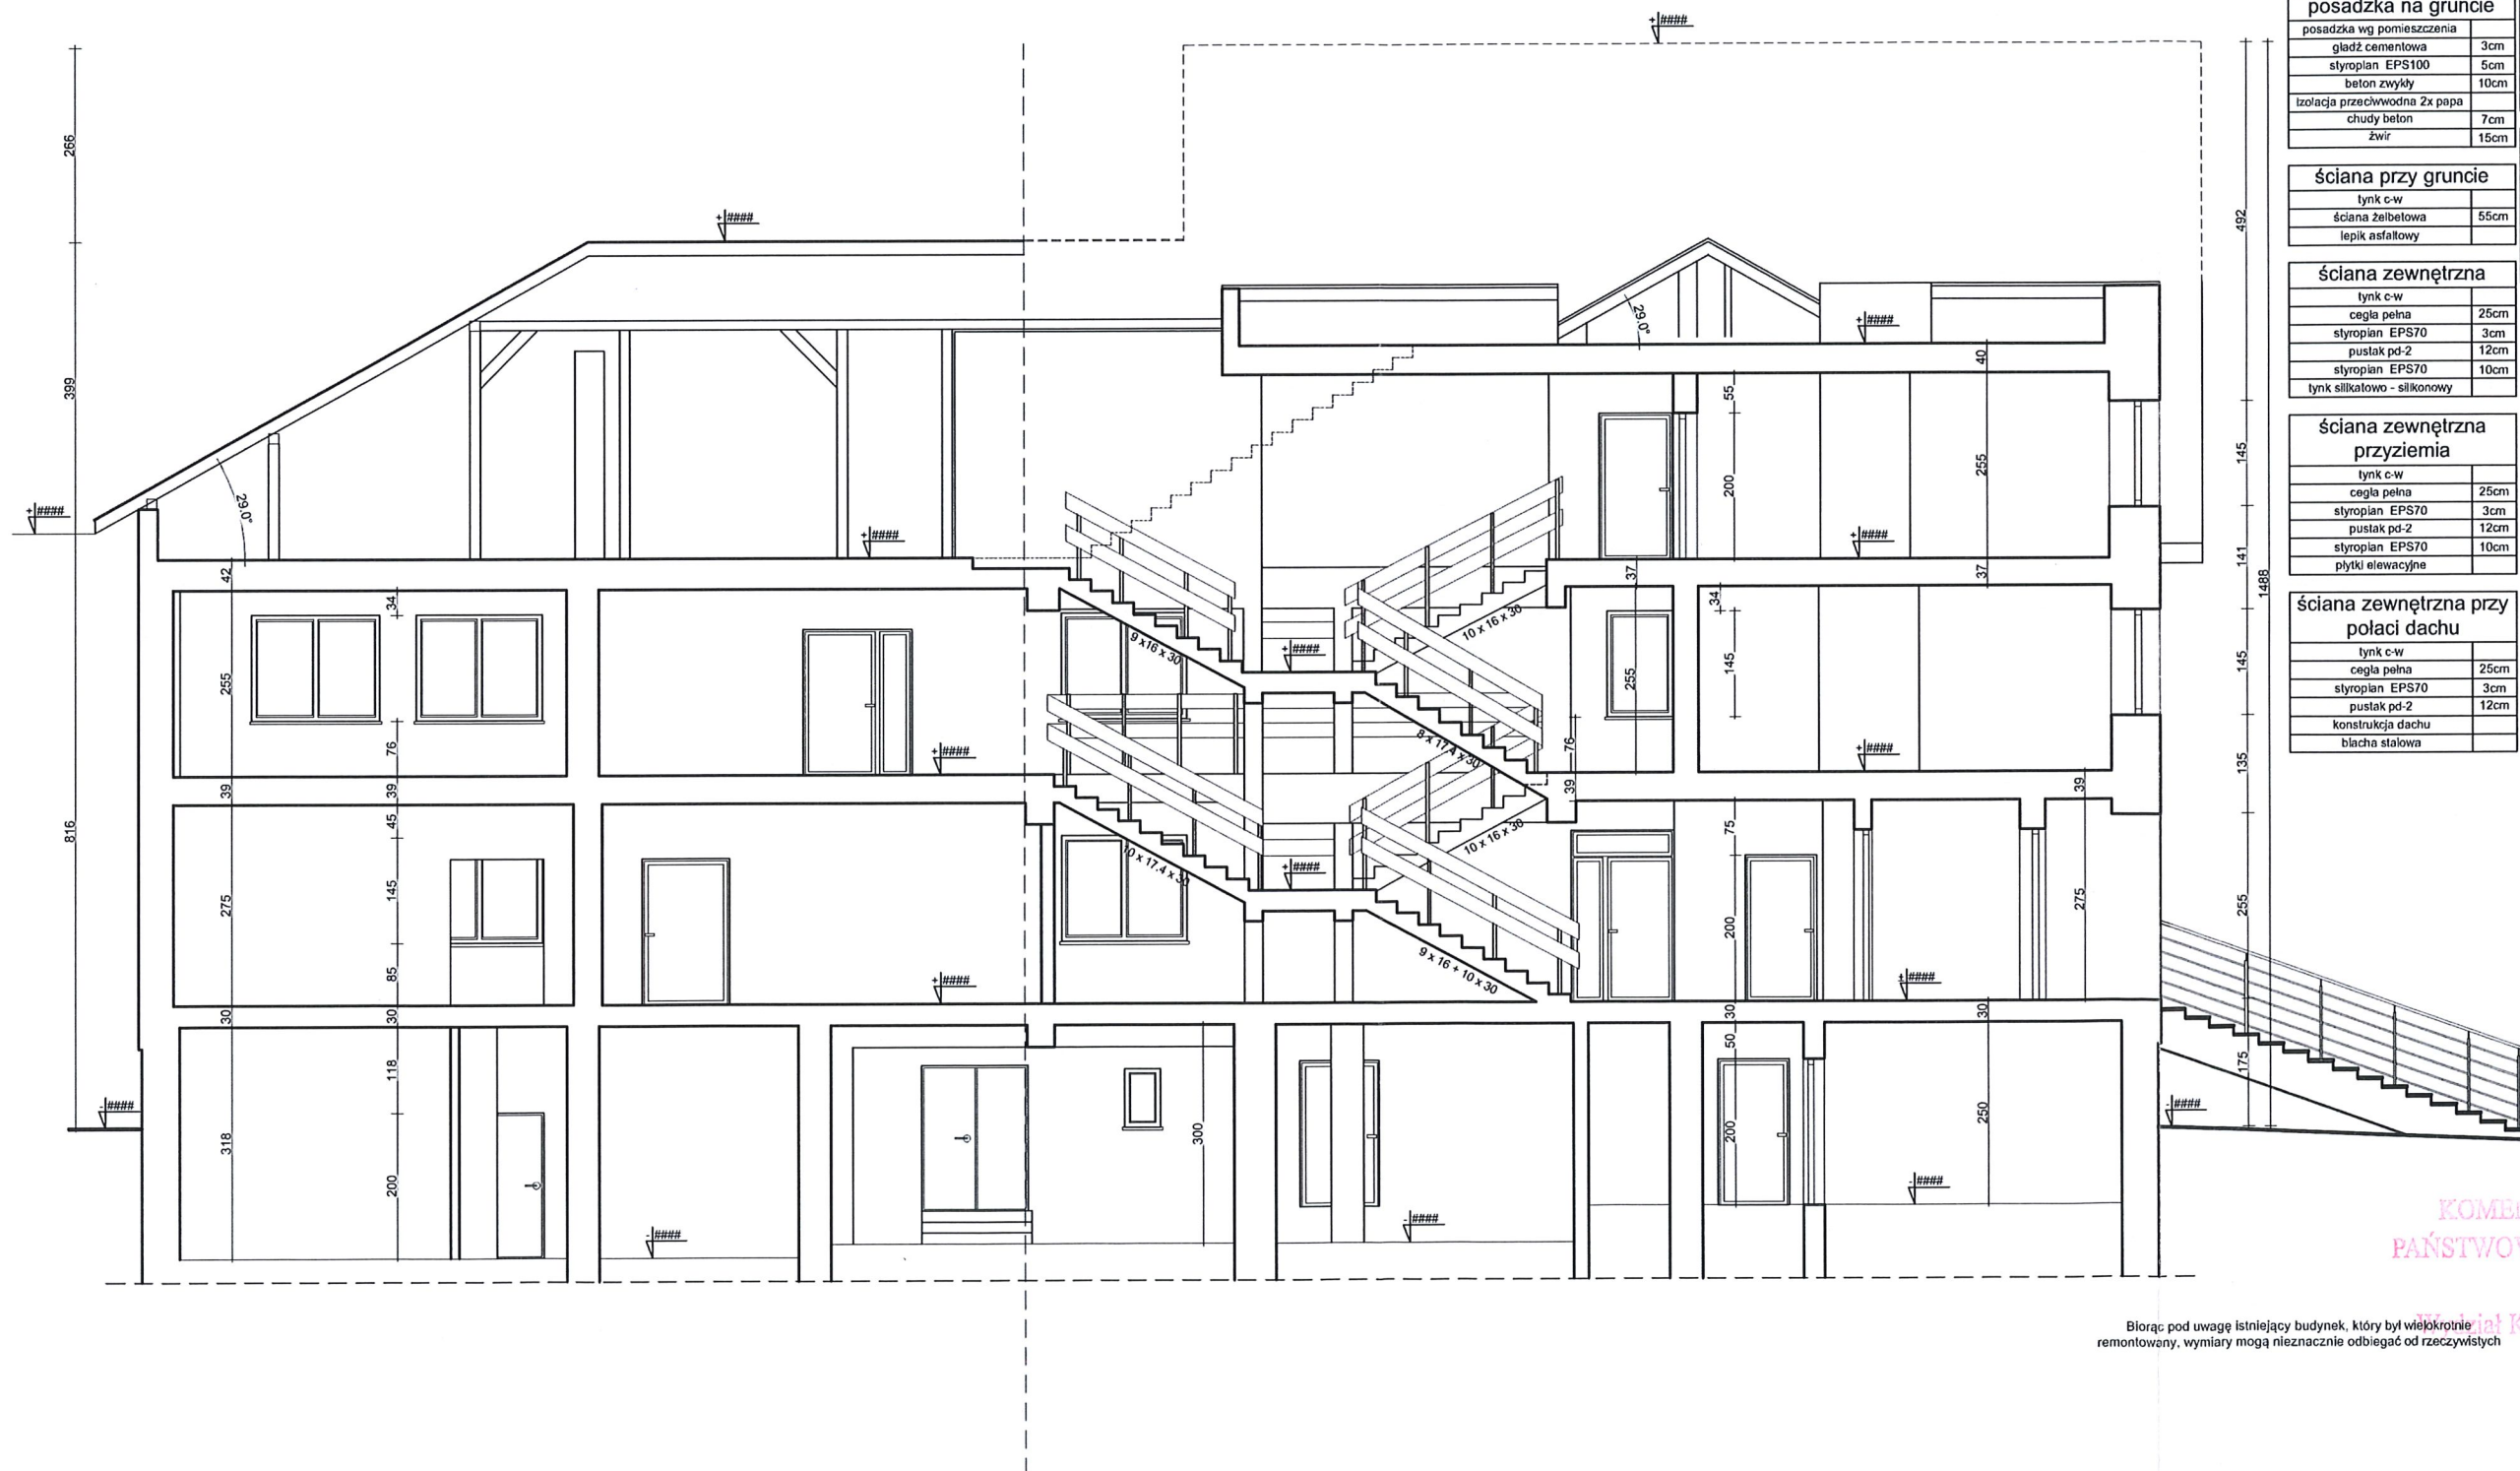 posadzka na gruncie
posadzka wg pomieszczenia
gładź cementowa 3cm
styroplan EPS100 5cm
beton zwykły 10cm
Izolacja przeciwwodna 2x papa
chudy beton 7cm
żwir 15cm
ściana przy gruncie
tynk c-w
ściana żelbetowa 55cm
lepik asfaltowy
ściana zewnętrzna
tynk c-w
cegła pełna 25cm
styropian EPS70 3cm
pustak pd-2 12cm
styropian EPS70 10cm
tynk silikatowo - silikonowy
ściana zewnętrzna
przyziemia
tynk c-w
cegła pełna 25cm
styropian EPS70 3cm
pustak pd-2 12cm
styropian EPS70 10cm
płytki elewacyjne
ściana zewnętrzna przy
połaci dachu
tynk c-w
cegła pełna 25cm
styropian EPS70 3cm
pustak pd-2 12cm
konstrukcja dachu
blacha stalowa
+####
+####
+####
+####
+####
+####
+####
+####
+####
+####
+####
+####
-####
-####
-####
-####
-####
266
399
816
29.0°
29.0°
42
255
39
275
30
318
34
76
39
45
145
85
30
118
200
9 x16 x 30
10 x 16 x 30
8 x 17.4 x 30
10 x 17.4 x 30
10 x 16 x 30
9 x 16 + 10 x 30
300
55
200
40
255
37
37
34
145
255
76
39
75
200
39
275
30
50
200
30
250
492
145
141
145
135
255
175
1488
PAŃSTWO
Wydział K
Biorąc pod uwagę istniejący budynek, który był wielokrotnie
remontowany, wymiary mogą nieznacznie odbiegać od rzeczywistych